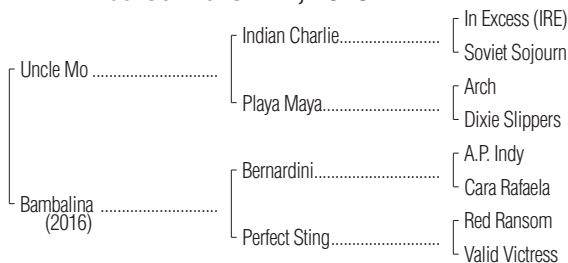 Indian Charlie
In Excess (IRE)
Soviet Sojourn
Uncle Mo
Playa Maya
Arch
Dixie Slippers
Bambalina
(2016)
Bernardini
A.P. Indy
Cara Rafaela
Perfect Sting
Red Ransom
Valid Victress